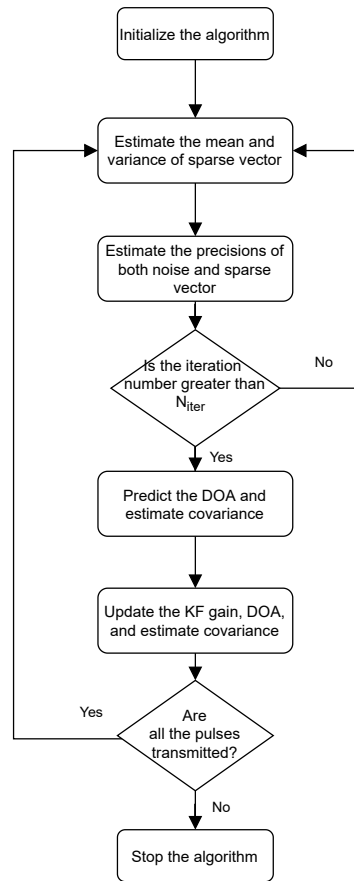 Initialize the algorithm
Estimate the mean and
variance of sparse vector
Estimate the precisions of
both noise and sparse
vector
Is the iteration
number greater than
N_iter
No
Yes
Predict the DOA and
estimate covariance
Update the KF gain, DOA,
and estimate covariance
Yes
Are
all the pulses
transmitted?
No
Stop the algorithm